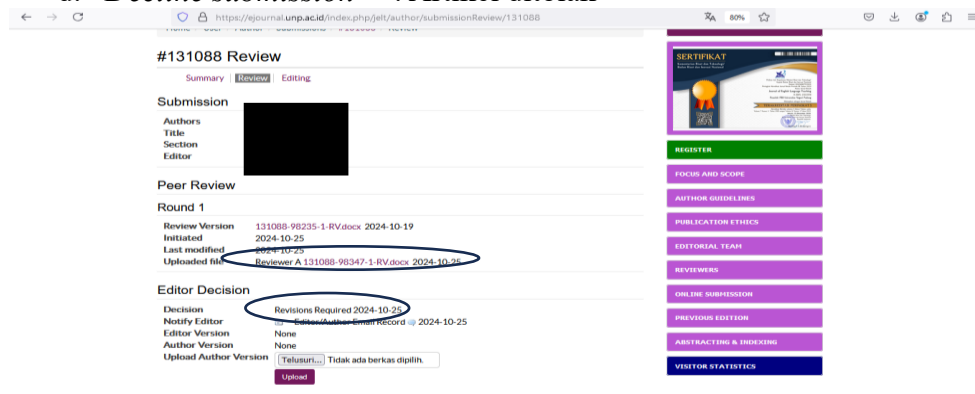 https://ejournal.unp.ac.id/index.php/jelt/author/submissionReview/131088
80%
#131088 Review
Summary Review Editing
Submission
Authors
Title
Section
Editor
Peer Review
Round 1
Review Version 131088-98235-1-RV.docx 2024-10-19
Initiated 2024-10-25
Last modified 2024-10-25
Uploaded file Reviewer A 131088-98347-1-RV.docx 2024-10-25
Editor Decision
Decision Revisions Required 2024-10-25
Notify Editor Editor/Author Email Record 2024-10-25
Editor Version None
Author Version None
Upload Author Version Telusuri... Tidak ada berkas dipilih.
Upload
SERTIFIKAT
REGISTER
FOCUS AND SCOPE
AUTHOR GUIDELINES
PUBLICATION ETHICS
EDITORIAL TEAM
REVIEWERS
ONLINE SUBMISSION
PREVIOUS EDITION
ABSTRACTING & INDEXING
VISITOR STATISTICS